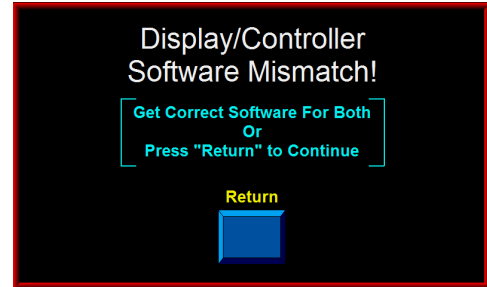 Display/Controller
Software Mismatch!
Get Correct Software For Both
Or
Press "Return" to Continue
Return